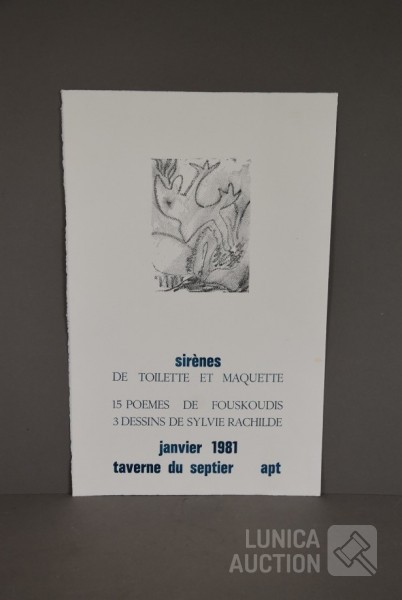 sirènes
DE TOILETTE ET MAQUETTE
15 POEMES DE FOUSKOUDIS
3 DESSINS DE SYLVIE RACHILDE
janvier 1981
taverne du septier apt
LUNICA
AUCTION